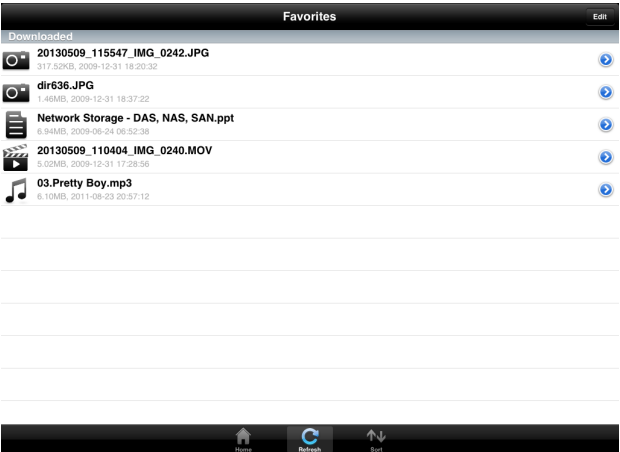 Favorites
Edit
Downloaded
20130509_115547_IMG_0242.JPG
317.52KB, 2009-12-31 18:20:32
dir636.JPG
1.46MB, 2009-12-31 18:37:22
Network Storage - DAS, NAS, SAN.ppt
6.94MB, 2009-06-24 06:52:38
20130509_110404_IMG_0240.MOV
5.02MB, 2009-12-31 17:28:56
03.Pretty Boy.mp3
6.10MB, 2011-08-23 20:57:12
Home Refresh Sort